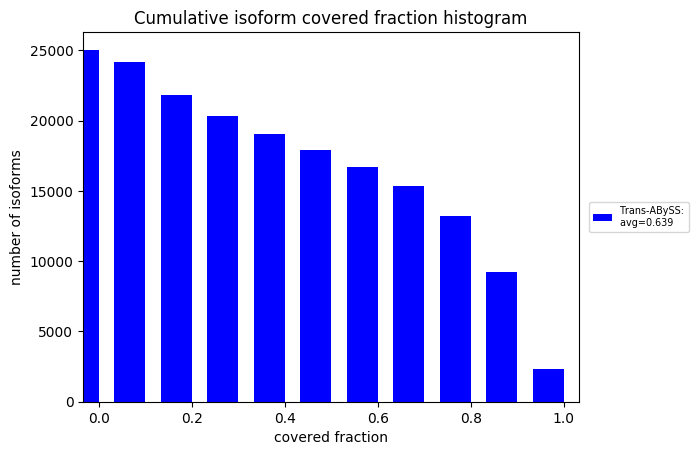 Cumulative isoform covered fraction histogram
25000
20000
15000
10000
5000
0
number of isoforms
0.0 0.2 0.4 0.6 0.8 1.0
covered fraction
Trans-ABySS:
avg=0.639